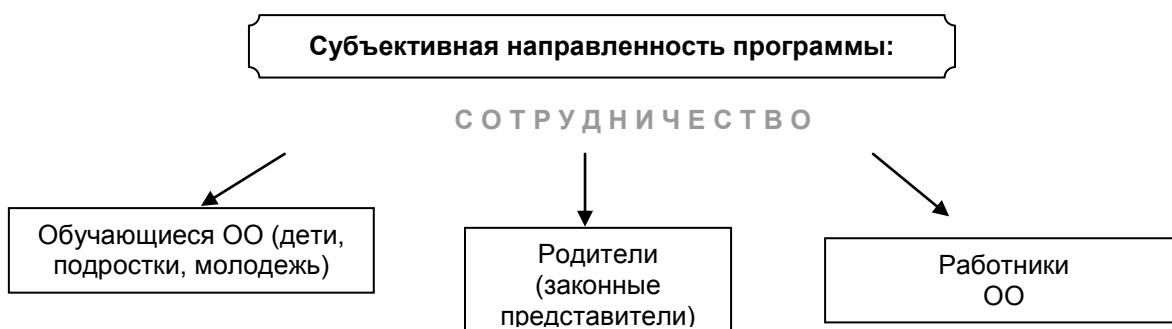 Субъективная направленность программы:
С О Т Р У Д Н И Ч Е С Т В О
Обучающиеся ОО (дети,
подростки, молодежь)
Родители
(законные
представители)
Работники
ОО